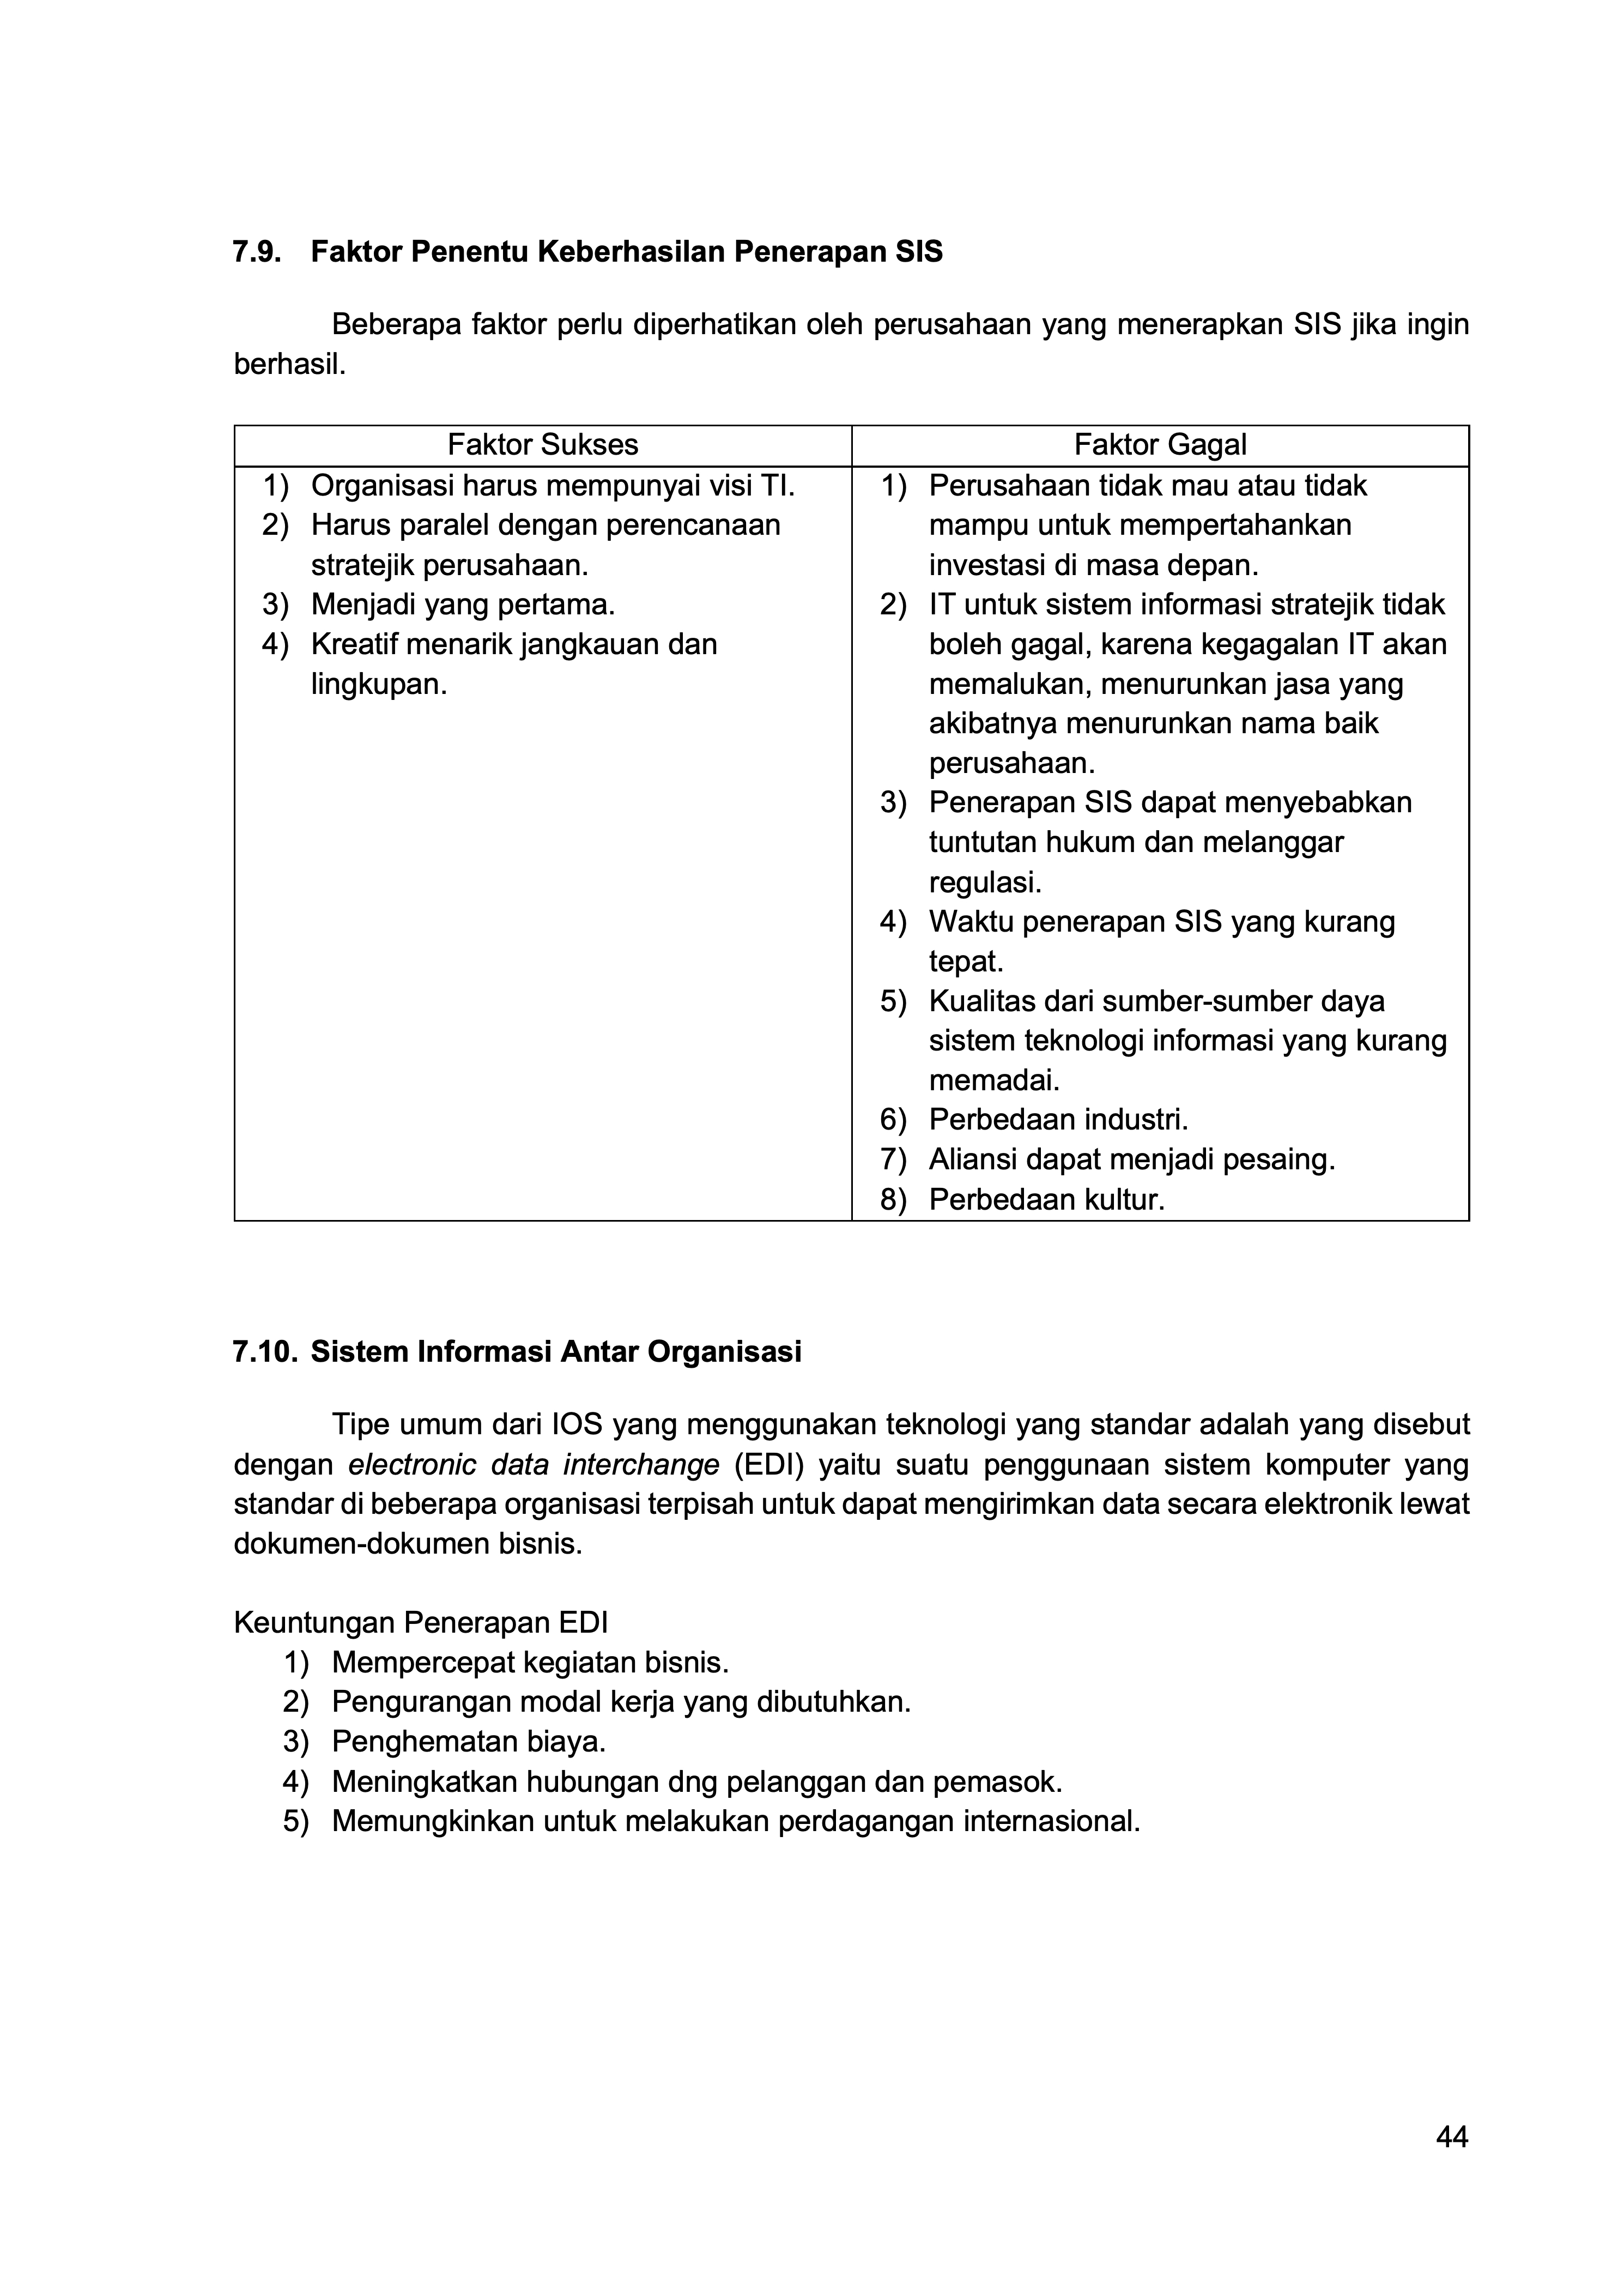 7.9. Faktor Penentu Keberhasilan Penerapan SIS
Beberapa faktor perlu diperhatikan oleh perusahaan yang menerapkan SIS jika ingin
berhasil.
Faktor Sukses
1) Organisasi harus mempunyai visi TI.
2) Harus paralel dengan perencanaan
stratejik perusahaan.
3) Menjadi yang pertama.
4) Kreatif menarik jangkauan dan
lingkupan.
Faktor Gagal
1) Perusahaan tidak mau atau tidak
mampu untuk mempertahankan
investasi di masa depan.
2) IT untuk sistem informasi stratejik tidak
boleh gagal, karena kegagalan IT akan
memalukan, menurunkan jasa yang
akibatnya menurunkan nama baik
perusahaan.
3) Penerapan SIS dapat menyebabkan
tuntutan hukum dan melanggar
regulasi.
4) Waktu penerapan SIS yang kurang
tepat.
5) Kualitas dari sumber-sumber daya
sistem teknologi informasi yang kurang
memadai.
6) Perbedaan industri.
7) Aliansi dapat menjadi pesaing.
8) Perbedaan kultur.
7.10. Sistem Informasi Antar Organisasi
Tipe umum dari IOS yang menggunakan teknologi yang standar adalah yang disebut
dengan electronic data interchange (EDI) yaitu suatu penggunaan sistem komputer yang
standar di beberapa organisasi terpisah untuk dapat mengirimkan data secara elektronik lewat
dokumen-dokumen bisnis.
Keuntungan Penerapan EDI
1) Mempercepat kegiatan bisnis.
2) Pengurangan modal kerja yang dibutuhkan.
3) Penghematan biaya.
4) Meningkatkan hubungan dng pelanggan dan pemasok.
5) Memungkinkan untuk melakukan perdagangan internasional.
44